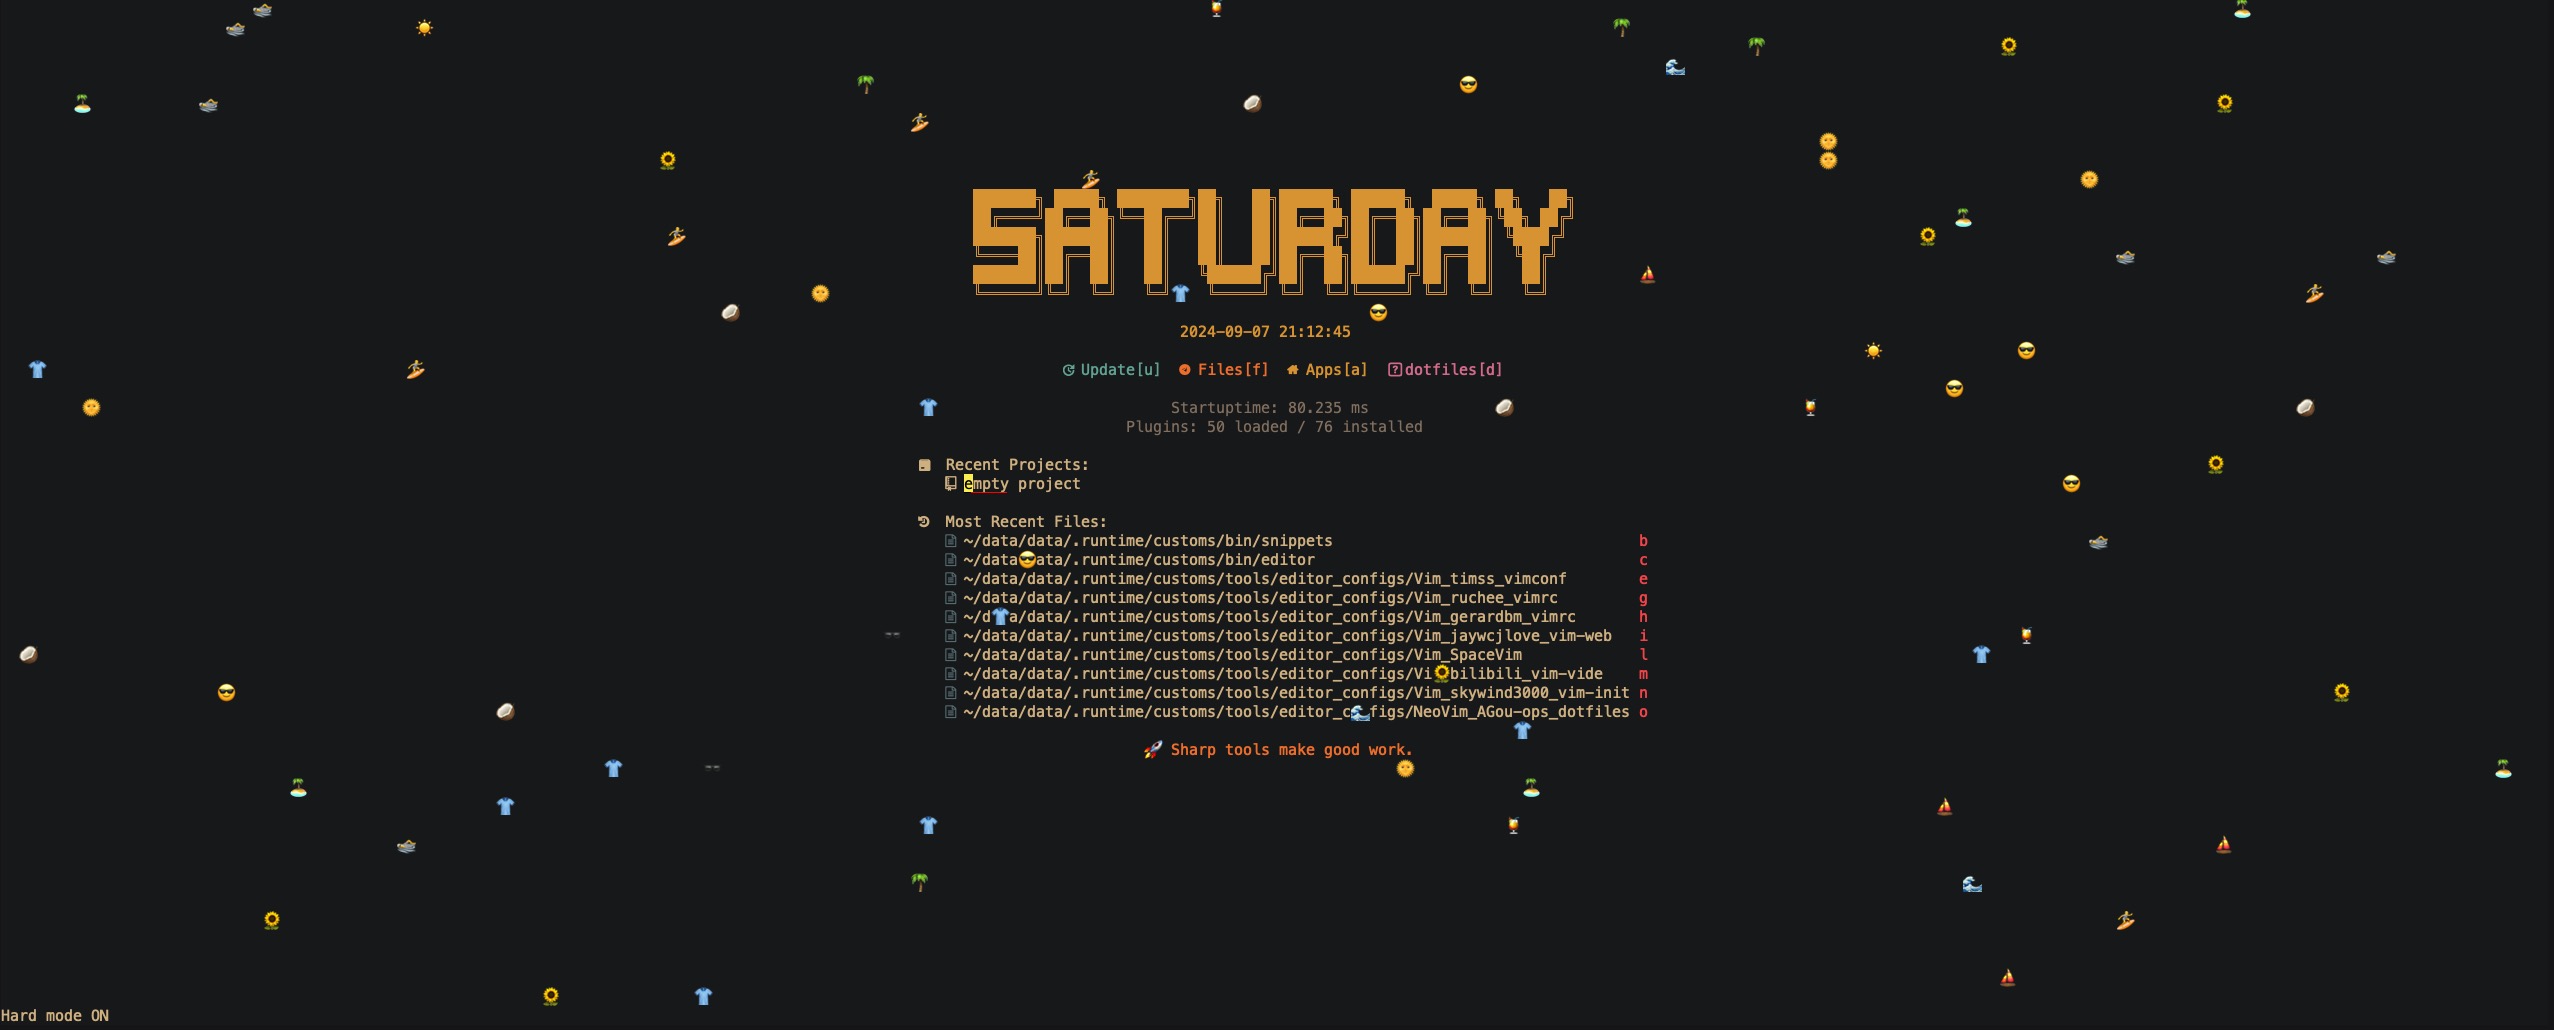 SATURDAY
2024-09-07 21:12:45
Update[u] Files[f] Apps[a] dotfiles[d]
Startuptime: 80.235 ms
Plugins: 50 loaded / 76 installed
Recent Projects:
empty project
Most Recent Files:
~/data/data/.runtime/customs/bin/snippets b
~/data😎ata/.runtime/customs/bin/editor c
~/data/data/.runtime/customs/tools/editor_configs/Vim_timss_vimconf e
~/data/data/.runtime/customs/tools/editor_configs/Vim_ruchee_vimrc g
~/d👕a/data/.runtime/customs/tools/editor_configs/Vim_gerardbm_vimrc h
~/data/data/.runtime/customs/tools/editor_configs/Vim_jaywcjlove_vim-web i
~/data/data/.runtime/customs/tools/editor_configs/Vim_SpaceVim l
~/data/data/.runtime/customs/tools/editor_configs/Vi🌻bilibili_vim-vide m
~/data/data/.runtime/customs/tools/editor_configs/Vim_skywind3000_vim-init n
~/data/data/.runtime/customs/tools/editor_c🌊figs/NeoVim_AGou-ops_dotfiles o
🚀 Sharp tools make good work.
Hard mode ON